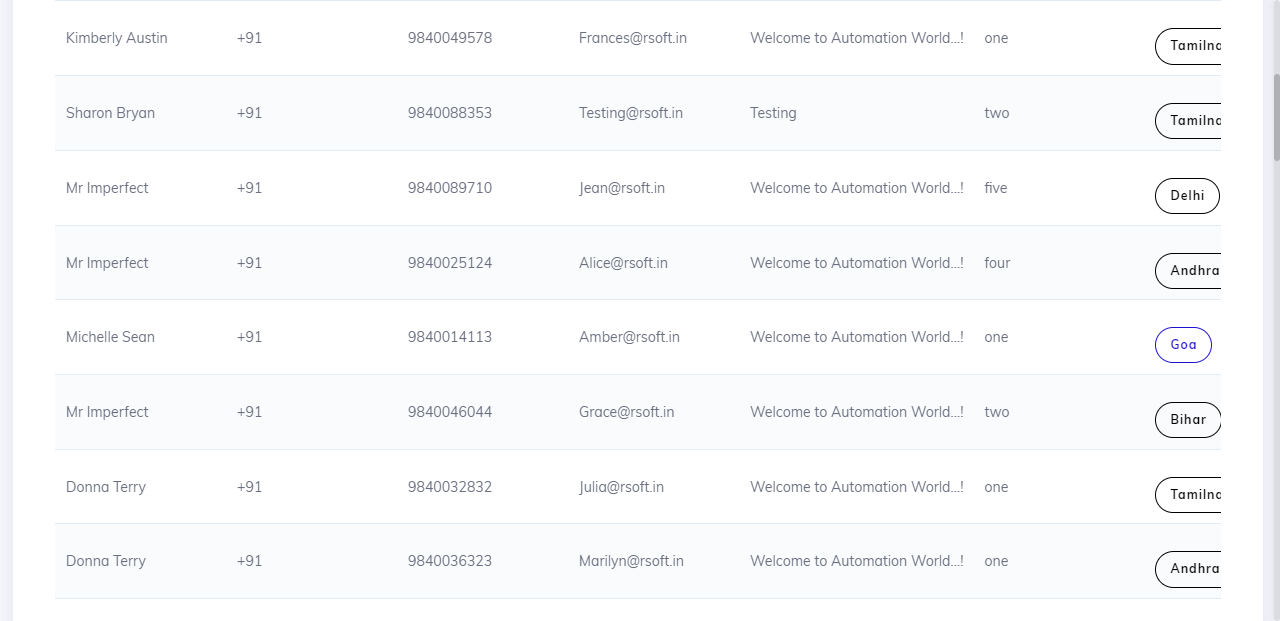 Kimberly Austin +91 9840049578 Frances@rsoft.in Welcome to Automation World...! one
Sharon Bryan +91 9840088353 Testing@rsoft.in Testing two
Mr Imperfect +91 9840089710 Jean@rsoft.in Welcome to Automation World...! five Delhi
Mr Imperfect +91 9840025124 Alice@rsoft.in Welcome to Automation World...! four Andhra
Michelle Sean +91 9840014113 Amber@rsoft.in Welcome to Automation World...! one Goa
Mr Imperfect +91 9840046044 Grace@rsoft.in Welcome to Automation World...! two Bihar
Donna Terry +91 9840032832 Julia@rsoft.in Welcome to Automation World...! one
Donna Terry +91 9840036323 Marilyn@rsoft.in Welcome to Automation World...! one Andhra